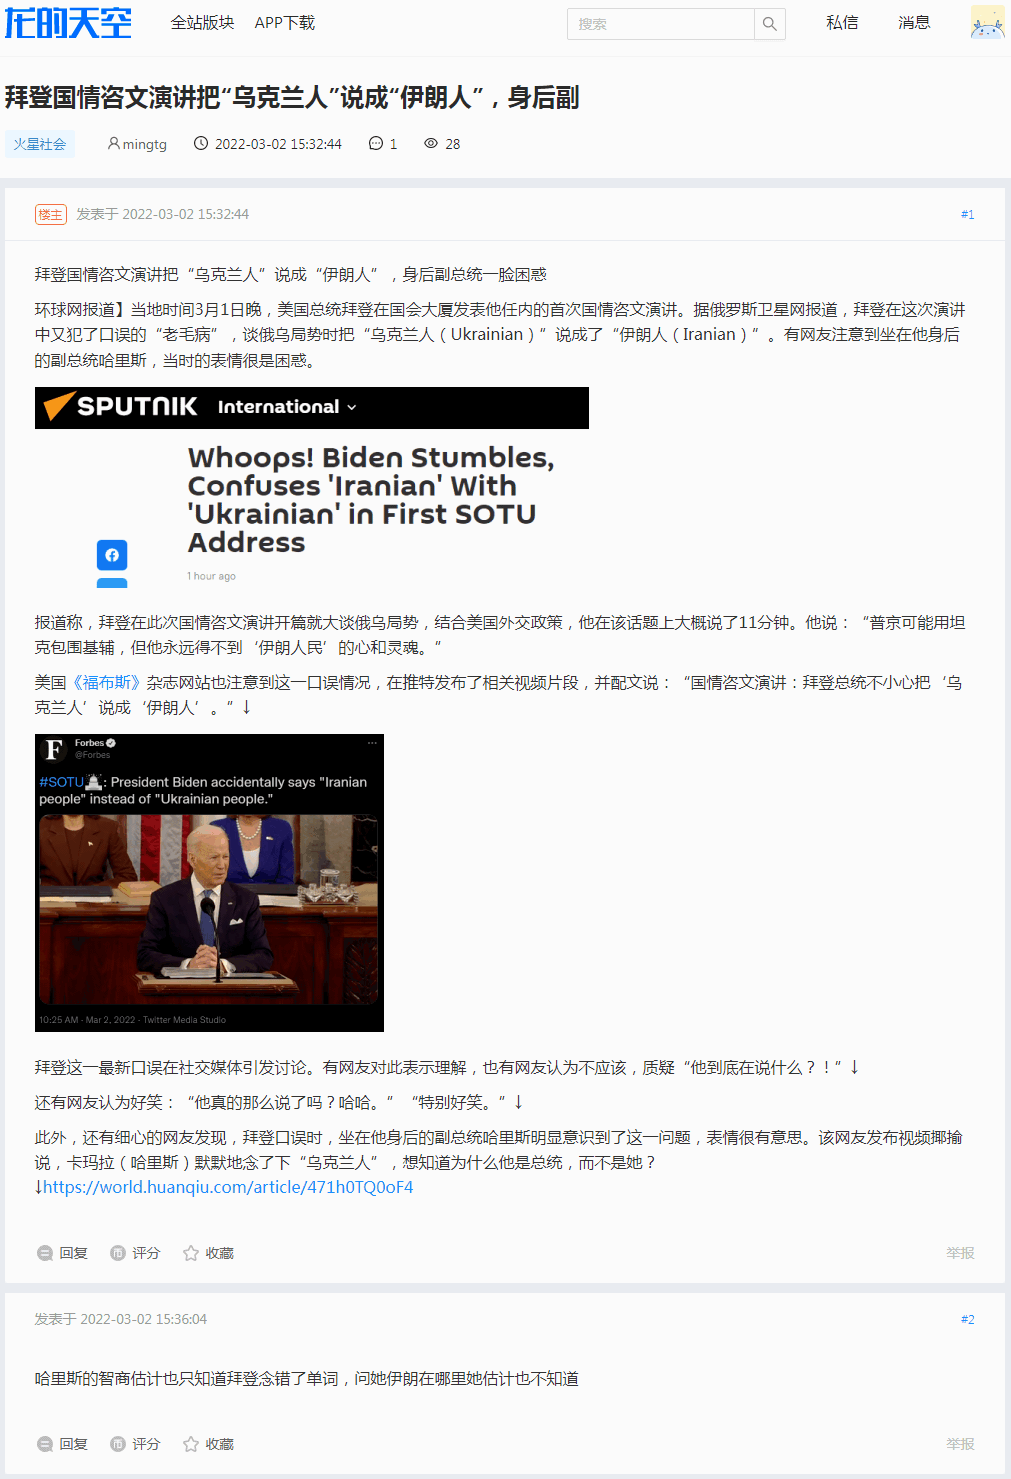 龙的天空
全站版块 APP下载
搜索
私信 消息
拜登国情咨文演讲把“乌克兰人”说成“伊朗人”，身后副
火星社会 mingtg 2022-03-02 15:32:44 1 28
楼主 发表于 2022-03-02 15:32:44 #1
拜登国情咨文演讲把“乌克兰人”说成“伊朗人”，身后副总统一脸困惑
环球网报道】当地时间3月1日晚，美国总统拜登在国会大厦发表他任内的首次国情咨文演讲。据俄罗斯卫星网报道，拜登在这次演讲
中又犯了口误的“老毛病”，谈俄乌局势时把“乌克兰人（Ukrainian）”说成了“伊朗人（Iranian）”。有网友注意到坐在他身后
的副总统哈里斯，当时的表情很是困惑。
SPUTNIK International
Whoops! Biden Stumbles,
Confuses 'Iranian' With
'Ukrainian' in First SOTU
Address
1 hour ago
报道称，拜登在此次国情咨文演讲开篇就大谈俄乌局势，结合美国外交政策，他在该话题上大概说了11分钟。他说：“普京可能用坦
克包围基辅，但他永远得不到‘伊朗人民’的心和灵魂。“
美国《福布斯》杂志网站也注意到这一口误情况，在推特发布了相关视频片段，并配文说：“国情咨文演讲：拜登总统不小心把‘乌
克兰人’说成‘伊朗人’。”↓
F Forbes ···
@Forbes
#SOTU: President Biden accidentally says "Iranian
people" instead of "Ukrainian people."
10:25 AM - Mar 2, 2022 - Twitter Media Studio
拜登这一最新口误在社交媒体引发讨论。有网友对此表示理解，也有网友认为不应该，质疑“他到底在说什么？！”↓
还有网友认为好笑：“他真的那么说了吗？哈哈。”“特别好笑。”↓
此外，还有细心的网友发现，拜登口误时，坐在他身后的副总统哈里斯明显意识到了这一问题，表情很有意思。该网友发布视频揶揄
说，卡玛拉（哈里斯）默默地念了下“乌克兰人”，想知道为什么他是总统，而不是她？
↓https://world.huanqiu.com/article/471h0TQ0oF4
回复 币 评分 收藏 举报
发表于 2022-03-02 15:36:04 #2
哈里斯的智商估计也只知道拜登念错了单词，问她伊朗在哪里她估计也不知道
回复 币 评分 收藏 举报